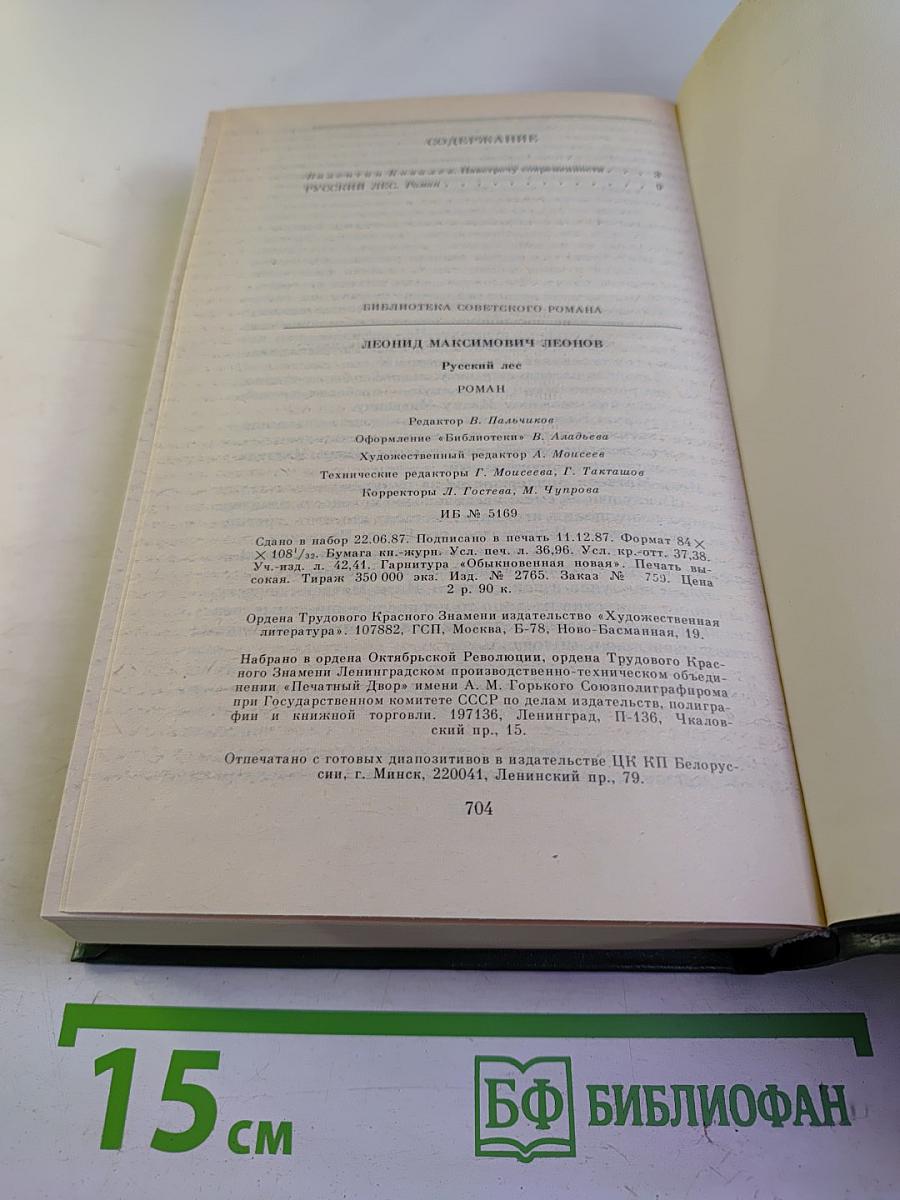 СОДЕРЖАНИЕ
Валентин Ковалев. Навстречу современности . . . 3
РУССКИЙ ЛЕС. Роман . . . . . . . . . . . . 9
БИБЛИОТЕКА СОВЕТСКОГО РОМАНА
ЛЕОНИД МАКСИМОВИЧ ЛЕОНОВ
Русский лес
РОМАН
Редактор В. Пальчиков
Оформление «Библиотеки» В. Аладьева
Художественный редактор А. Моисеев
Технические редакторы Г. Моисеева, Г. Такташов
Корректоры Л. Гостева, М. Чупрова
ИБ № 5169
Сдано в набор 22.06.87. Подписано в печать 11.12.87. Формат 84×
×108¹/₃₂. Бумага кн.-журн. Усл. печ. л. 36,96. Усл. кр.-отт. 37,38.
Уч.-изд. л. 42,41. Гарнитура «Обыкновенная новая». Печать вы-
сокая. Тираж 350 000 экз. Изд. № 2765. Заказ № 759. Цена
2 р. 90 к.
Ордена Трудового Красного Знамени издательство «Художественная
литература». 107882, ГСП, Москва, Б-78, Ново-Басманная, 19.
Набрано в ордена Октябрьской Революции, ордена Трудового Крас-
ного Знамени Ленинградском производственно-техническом объеди-
нении «Печатный Двор» имени А. М. Горького Союзполиграфпрома
при Государственном комитете СССР по делам издательств, полигра-
фии и книжной торговли. 197136, Ленинград, П-136, Чкалов-
ский пр., 15.
Отпечатано с готовых диапозитивов в издательстве ЦК КП Белорус-
сии, г. Минск, 220041, Ленинский пр., 79.
704
15 см
БФ БИБЛИОФАН